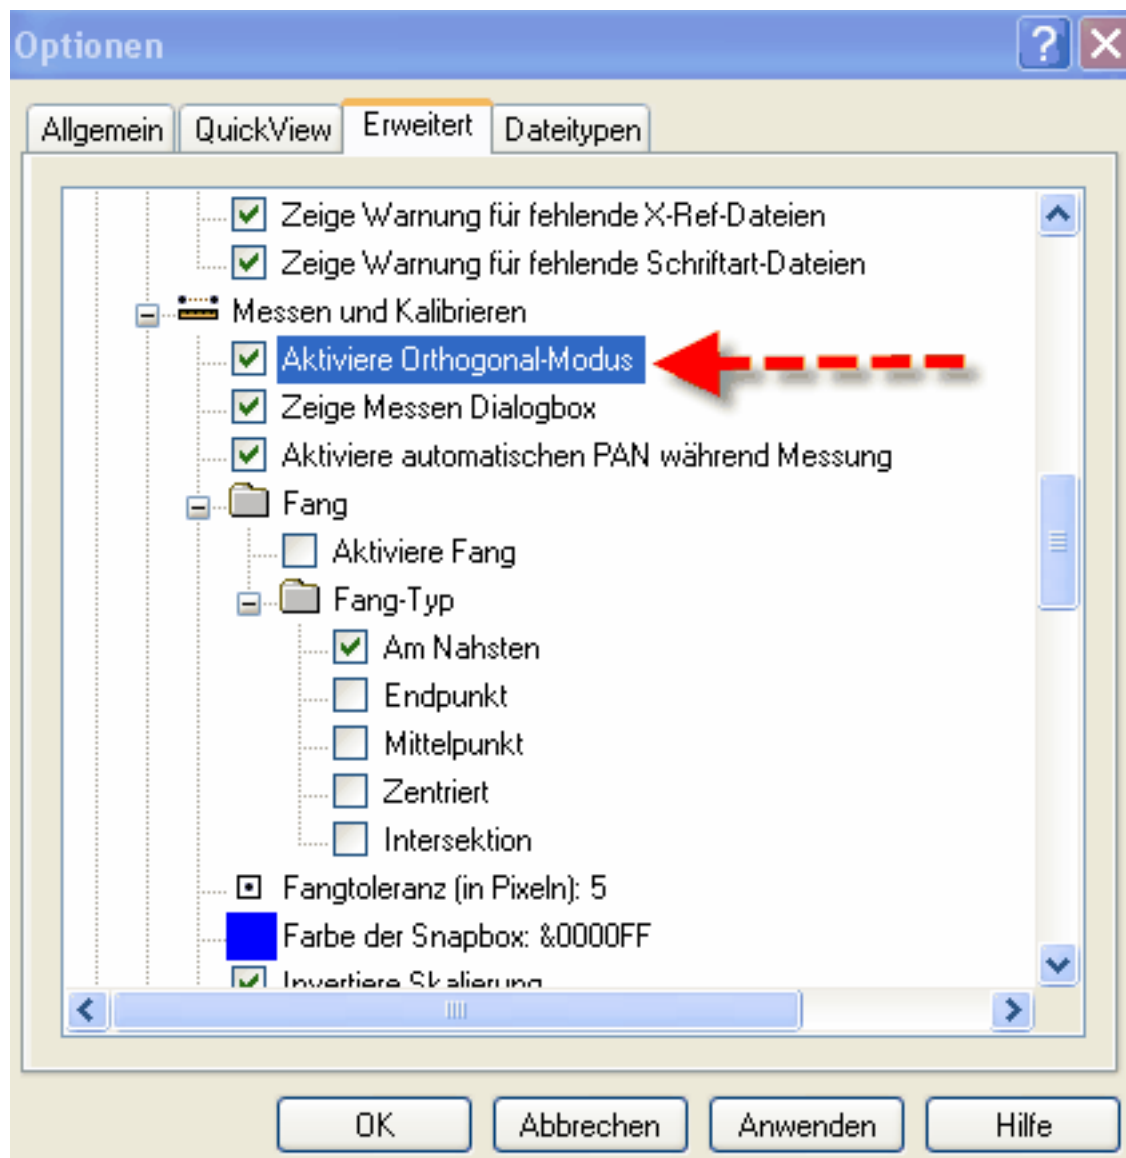 Optionen
Allgemein QuickView Erweitert Dateitypen
Zeige Warnung für fehlende X-Ref-Dateien
Zeige Warnung für fehlende Schriftart-Dateien
Messen und Kalibrieren
Aktiviere Orthogonal-Modus
Zeige Messen Dialogbox
Aktiviere automatischen PAN während Messung
Fang
Aktiviere Fang
Fang-Typ
Am Nahsten
Endpunkt
Mittelpunkt
Zentriert
Intersektion
Fangtoleranz (in Pixeln): 5
Farbe der Snapbox: &0000FF
Invertiere Skalierung
OK Abbrechen Anwenden Hilfe